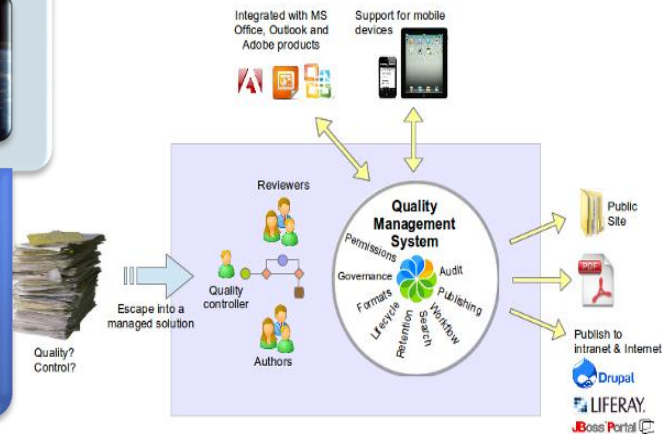 Integrated with MS
Office, Outlook and
Adobe products
Support for mobile
devices
Reviewers
Quality
controller
Authors
Escape into a
managed solution
Quality?
Control?
Quality
Management
System
Permissions
Governance
Formats
Lifecycle
Retention
Search
Workflow
Publishing
Audit
Public
Site
PDF
Publish to
intranet & Internet
Drupal
LIFERAY.
JBoss Portal